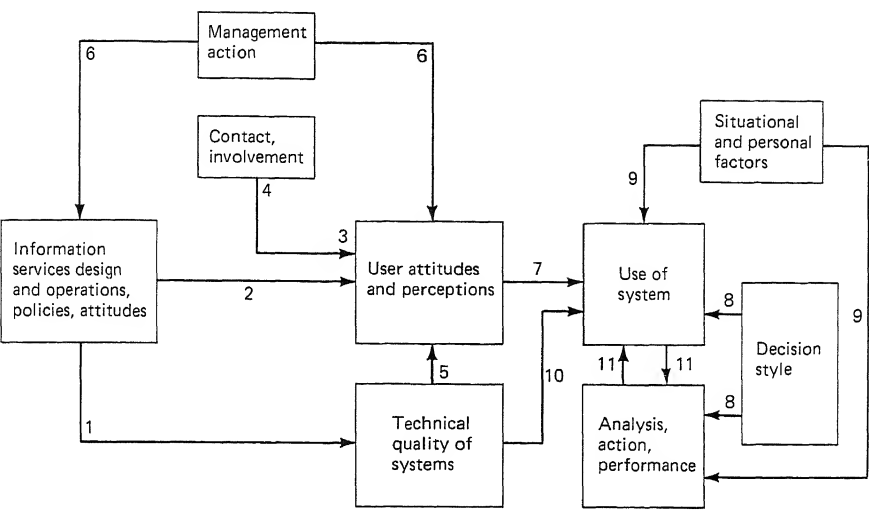 Management
action
6
6
Contact,
involvement
4
3
Situational
and personal
factors
9
9
Information
services design
and operations,
policies, attitudes
2
User attitudes
and perceptions
7
Use of
system
8
Decision
style
8
5
10
11
11
1
Technical
quality of
systems
Analysis,
action,
performance